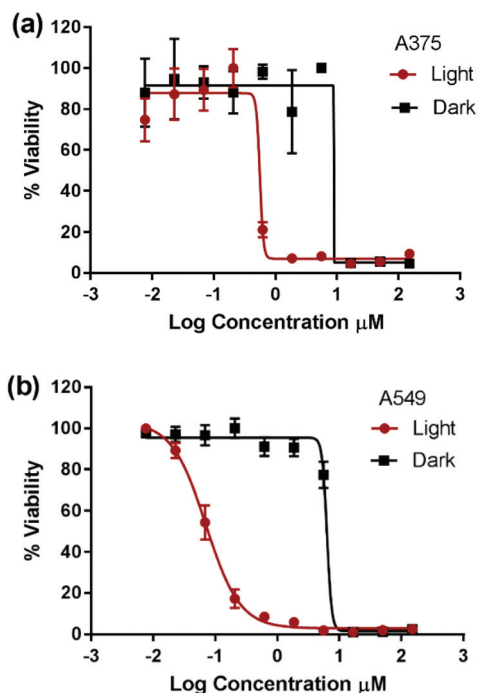 (a)
A375
Light
Dark
% Viability
120
100
80
60
40
20
0
-3 -2 -1 0 1 2 3
Log Concentration μM
(b)
A549
Light
Dark
% Viability
120
100
80
60
40
20
0
-3 -2 -1 0 1 2 3
Log Concentration μM